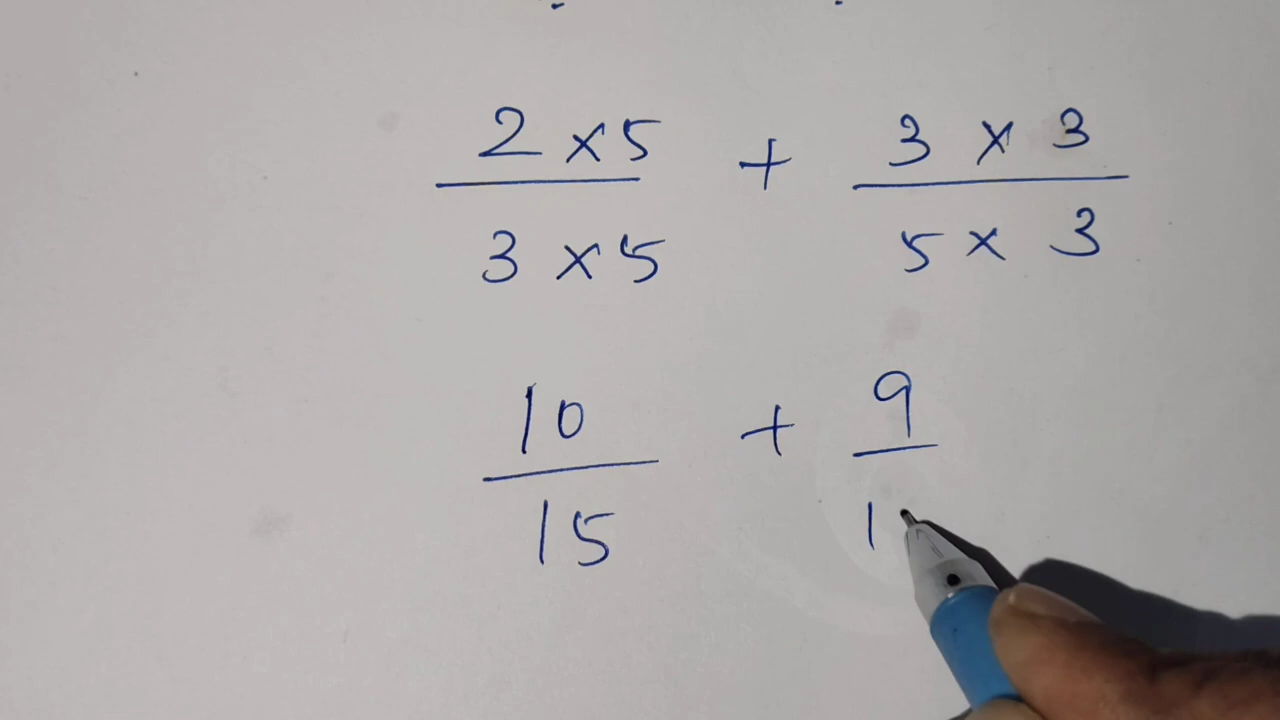 2 × 5 + 3 × 3
3 × 5 5 × 3
10 + 9
15 1